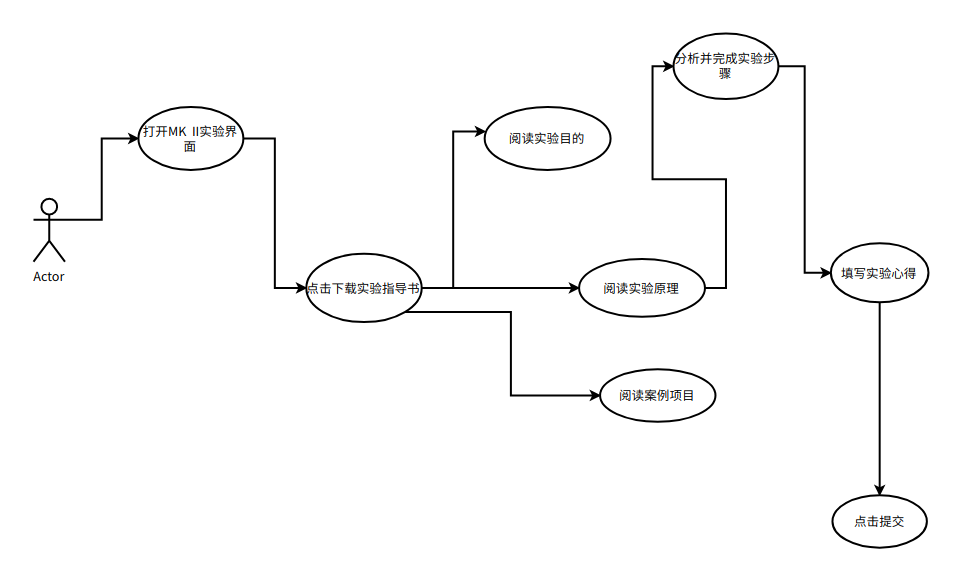 分析并完成实验步
骤
打开MK II实验界
面
阅读实验目的
Actor
点击下载实验指导书
阅读实验原理
填写实验心得
阅读案例项目
点击提交